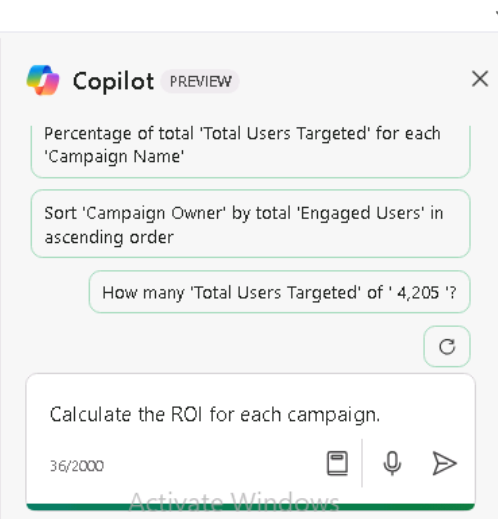 Copilot PREVIEW
Percentage of total 'Total Users Targeted' for each
'Campaign Name'
Sort 'Campaign Owner' by total 'Engaged Users' in
ascending order
How many 'Total Users Targeted' of ' 4,205 '?
Calculate the ROI for each campaign.
36/2000
Activate Windows